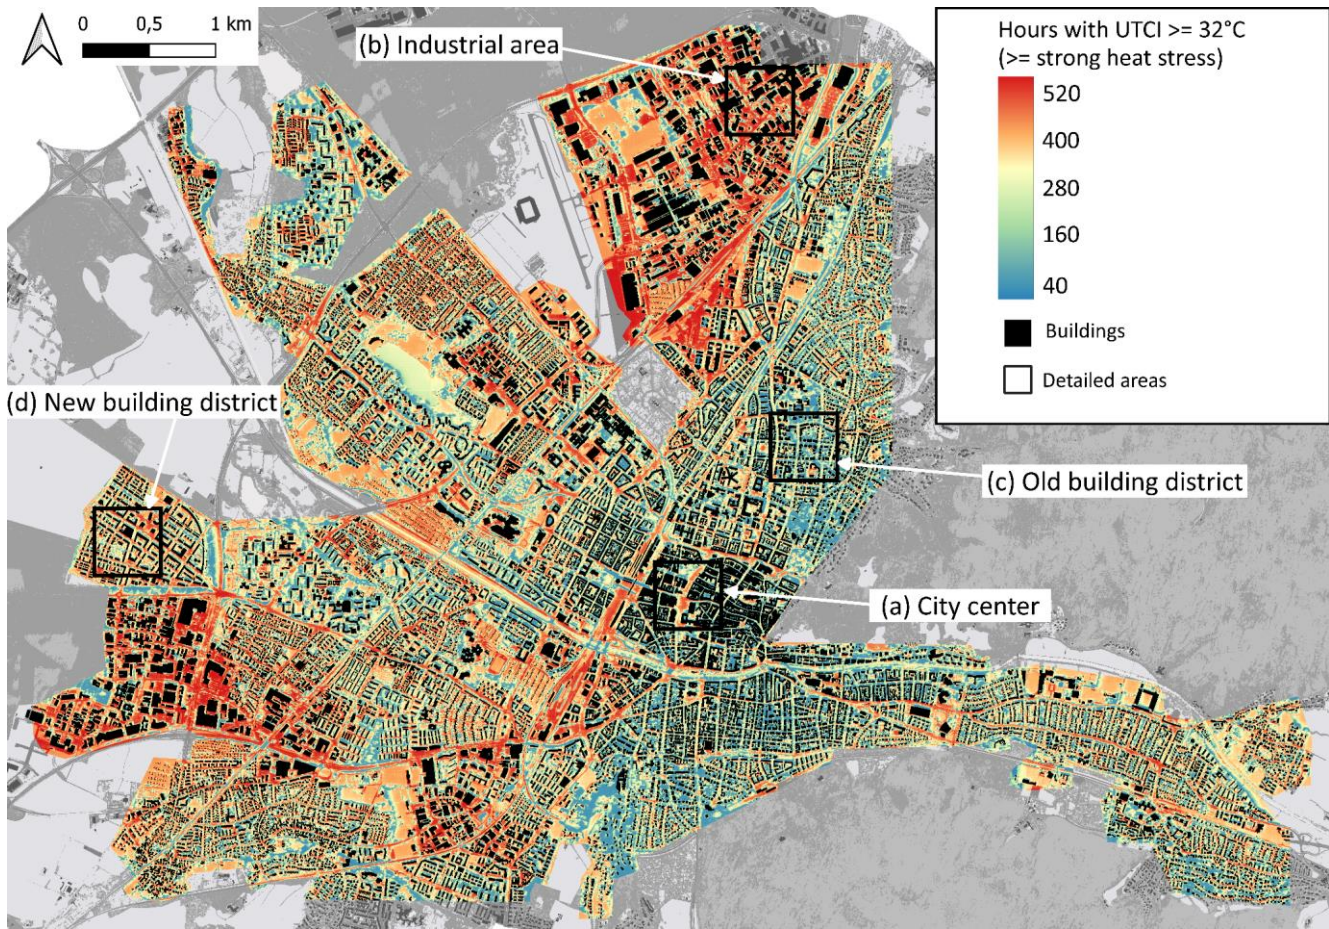 0 0,5 1 km
(b) Industrial area
Hours with UTCI >= 32°C
(>= strong heat stress)
520
400
280
160
40
Buildings
Detailed areas
(d) New building district
(c) Old building district
(a) City center